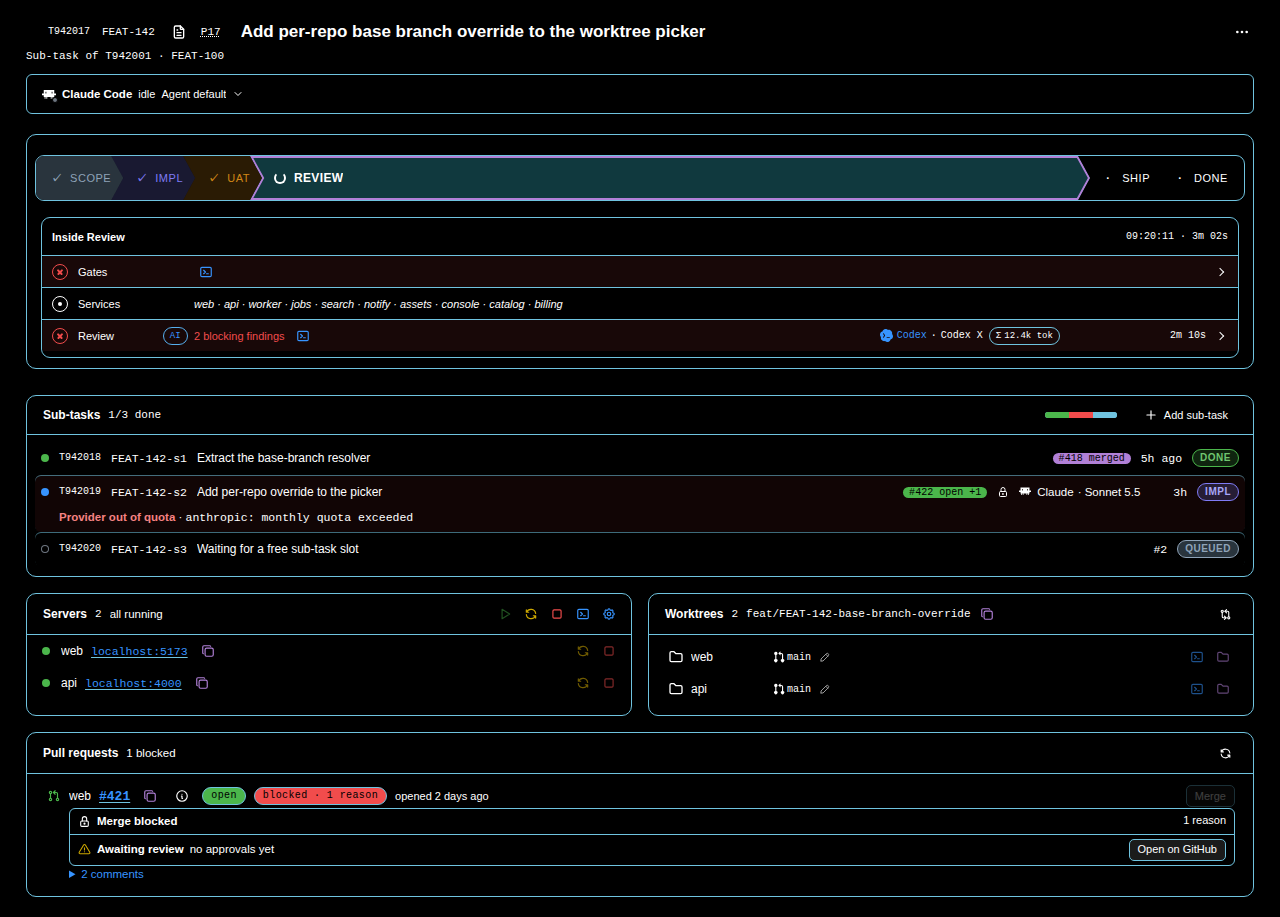 T942017 FEAT-142 P17 Add per-repo base branch override to the worktree picker
Sub-task of T942001 · FEAT-100
Claude Code idle Agent default
SCOPE IMPL UAT REVIEW · SHIP · DONE
Inside Review 09:20:11 · 3m 02s
Gates
Services web · api · worker · jobs · search · notify · assets · console · catalog · billing
Review AI 2 blocking findings Codex · Codex X Σ 12.4k tok 2m 10s
Sub-tasks 1/3 done Add sub-task
T942018 FEAT-142-s1 Extract the base-branch resolver #418 merged 5h ago DONE
T942019 FEAT-142-s2 Add per-repo override to the picker #422 open +1 Claude · Sonnet 5.5 3h IMPL
Provider out of quota · anthropic: monthly quota exceeded
T942020 FEAT-142-s3 Waiting for a free sub-task slot #2 QUEUED
Servers 2 all running
web localhost:5173
api localhost:4000
Worktrees 2 feat/FEAT-142-base-branch-override
web main
api main
Pull requests 1 blocked
web #421 open blocked · 1 reason opened 2 days ago Merge
Merge blocked 1 reason
Awaiting review no approvals yet Open on GitHub
2 comments